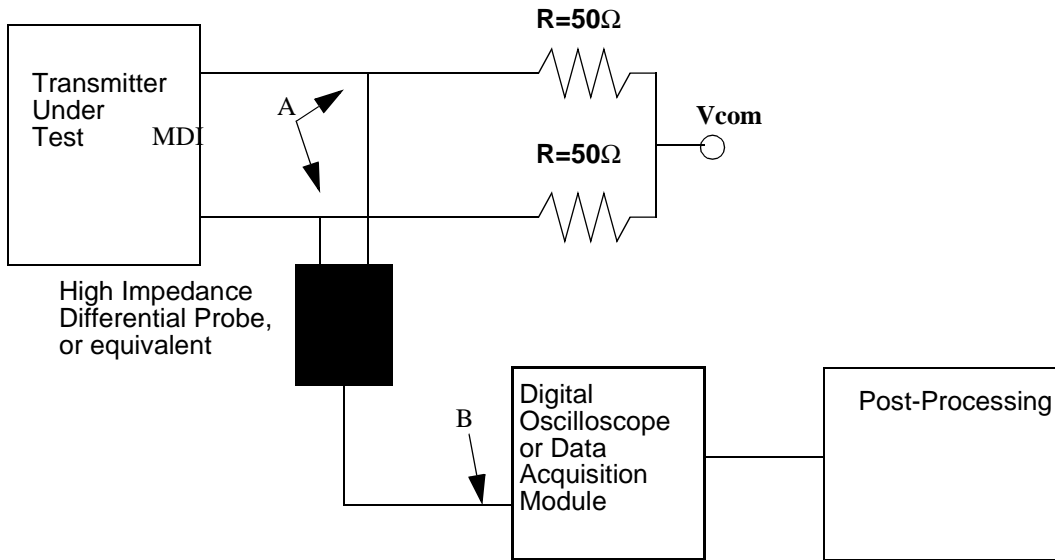 R=50Ω
Transmitter
Under
Test
MDI
A
Vcom
R=50Ω
High Impedance
Differential Probe,
or equivalent
B
Digital
Oscilloscope
or Data
Acquisition
Module
Post-Processing